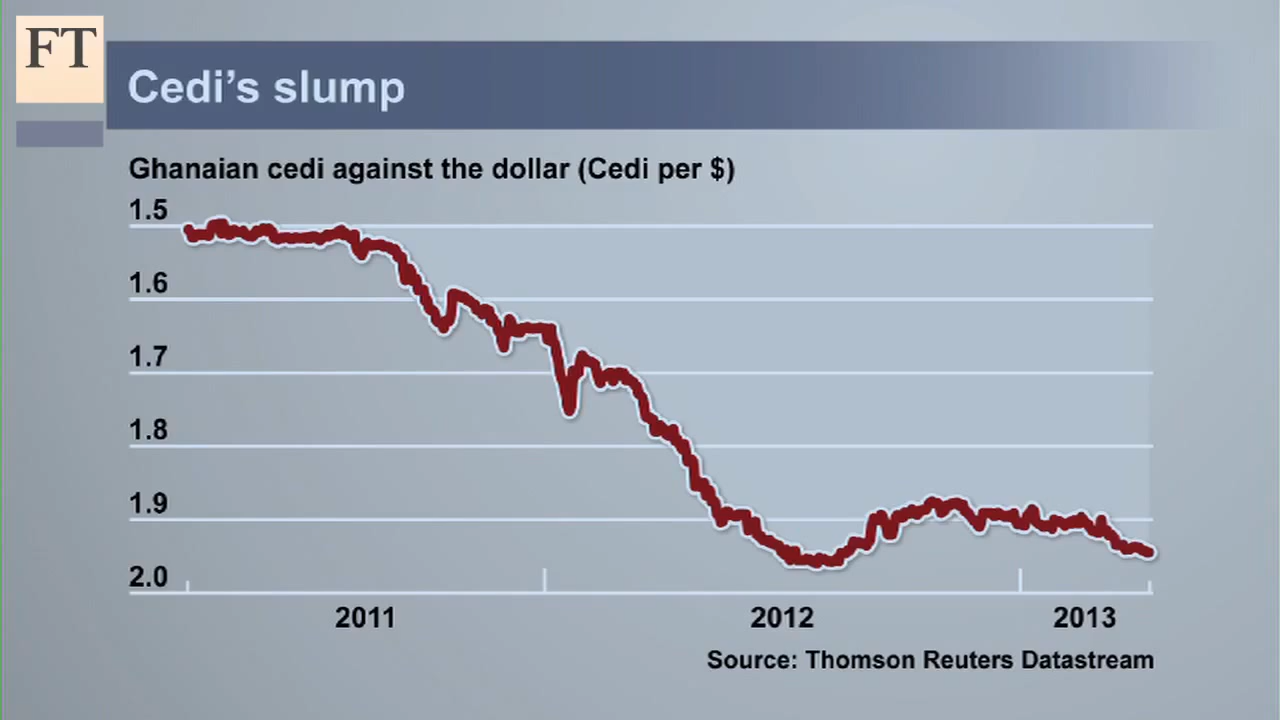 FT
Cedi’s slump
Ghanaian cedi against the dollar (Cedi per $)
1.5
1.6
1.7
1.8
1.9
2.0
2011 2012 2013
Source: Thomson Reuters Datastream